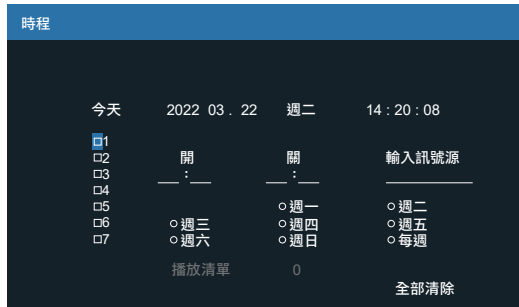 時程
今天 2022 03 . 22 週二 14 : 20 : 08
□1
□2 開 關 輸入訊號源
□3 __ : __ __ : __ ________
□4
□5 ○週一 ○週二
□6 ○週三 ○週四 ○週五
□7 ○週六 ○週日 ○每週
播放清單 0
全部清除